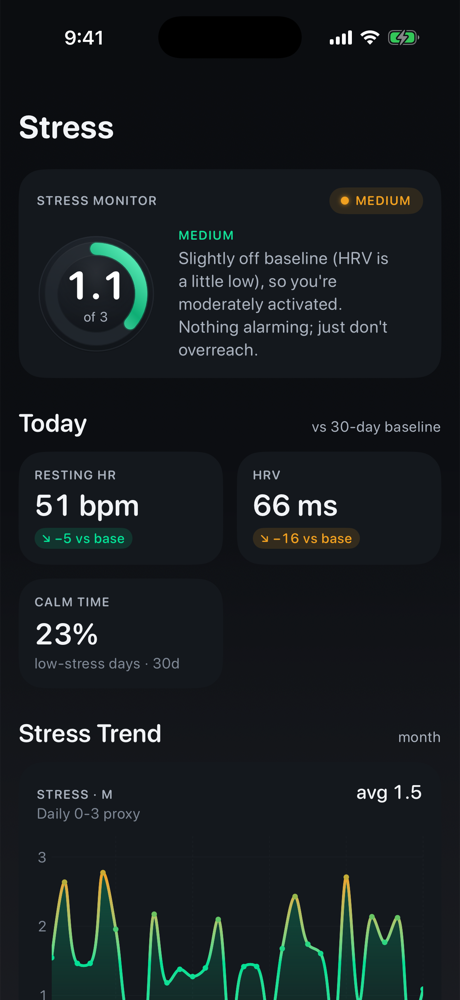 9:41
Stress
STRESS MONITOR
MEDIUM
1.1
of 3
MEDIUM
Slightly off baseline (HRV is
a little low), so you're
moderately activated.
Nothing alarming; just don't
overreach.
Today
vs 30-day baseline
RESTING HR
51 bpm
↘ −5 vs base
HRV
66 ms
↘ −16 vs base
CALM TIME
23%
low-stress days · 30d
Stress Trend
month
STRESS · M
avg 1.5
Daily 0-3 proxy
3
2
1